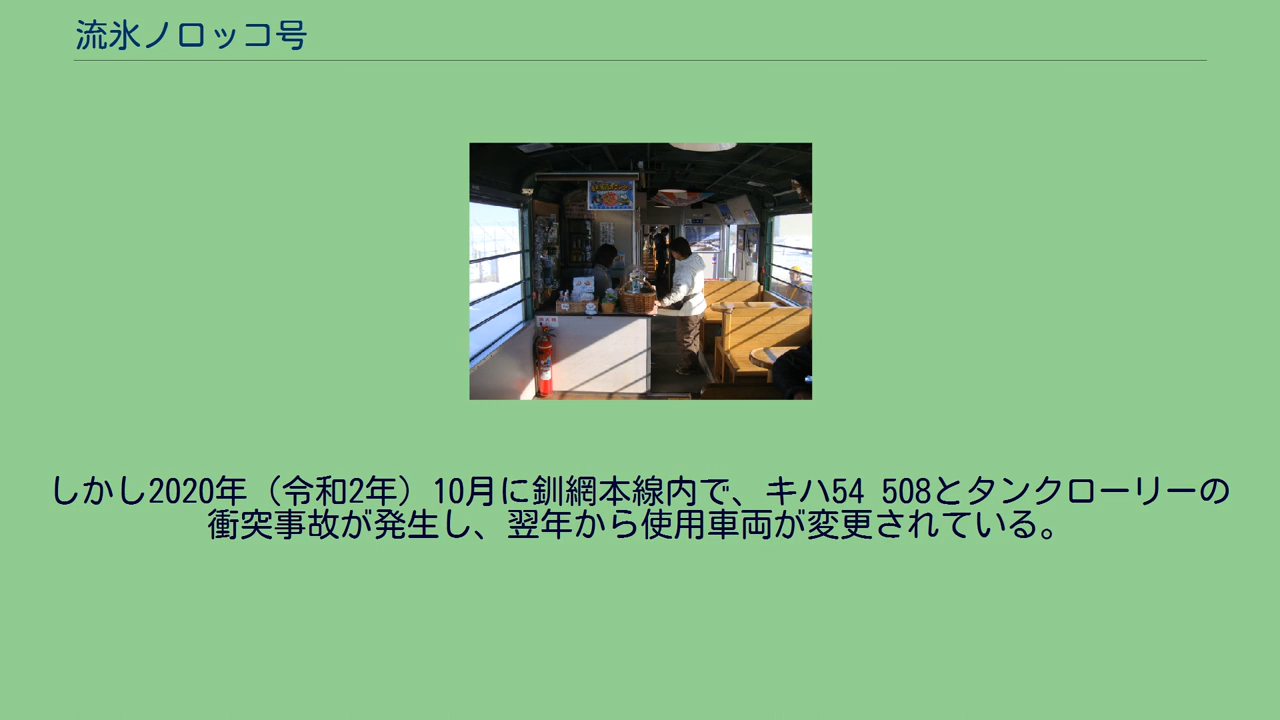 流氷ノロッコ号
しかし2020年（令和2年）10月に釧網本線内で、キハ54 508とタンクローリーの
衝突事故が発生し、翌年から使用車両が変更されている。